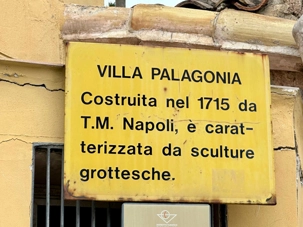 VILLA PALAGONIA
Costruita nel 1715 da
T.M. Napoli, è carat-
terizzata da sculture
grottesche.